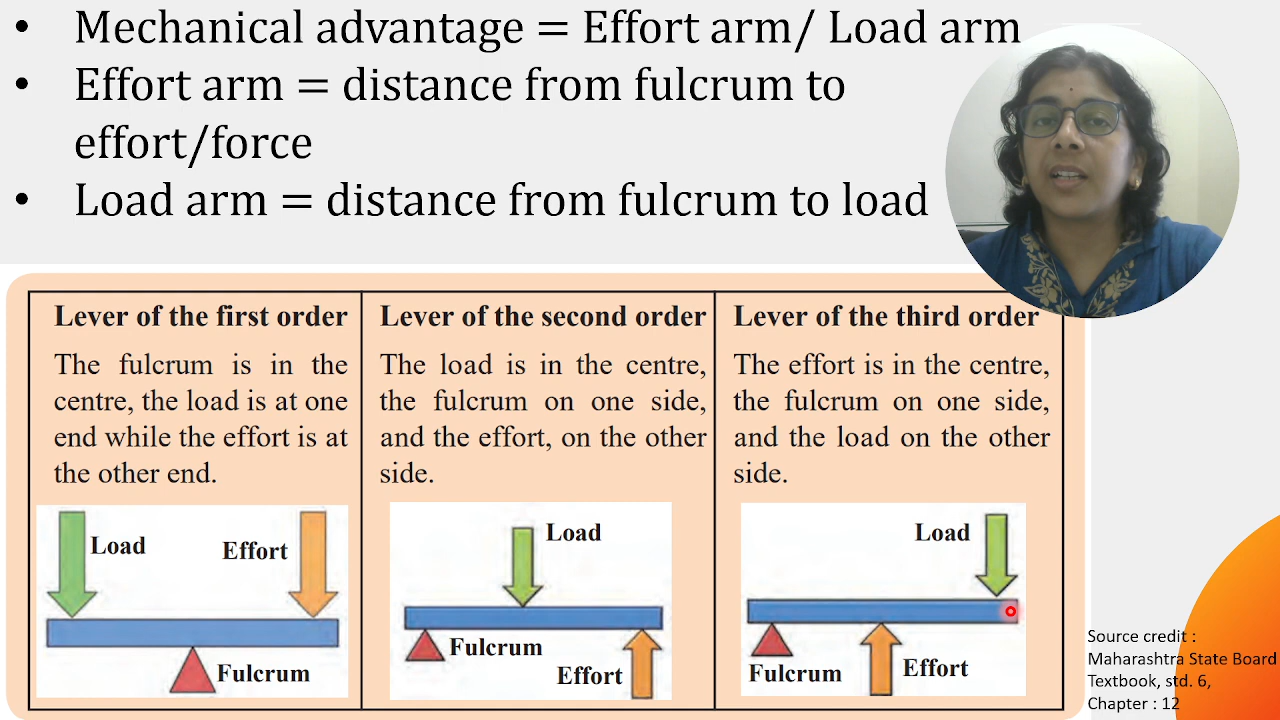 • Mechanical advantage = Effort arm/ Load arm
• Effort arm = distance from fulcrum to
effort/force
• Load arm = distance from fulcrum to load
Lever of the first order
The fulcrum is in the
centre, the load is at one
end while the effort is at
the other end.
Load
Effort
Fulcrum
Lever of the second order
The load is in the centre,
the fulcrum on one side,
and the effort, on the other
side.
Load
Fulcrum
Effort
Lever of the third order
The effort is in the centre,
the fulcrum on one side,
and the load on the other
side.
Load
Fulcrum
Effort
Source credit :
Maharashtra State Board
Textbook, std. 6,
Chapter : 12